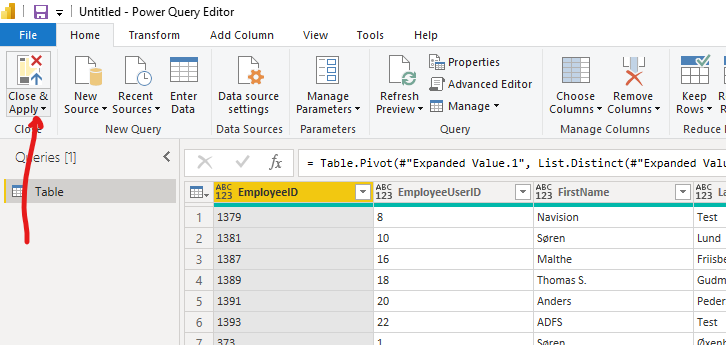 Untitled - Power Query Editor
File Home Transform Add Column View Tools Help
Close & Apply
New Source
Recent Sources
Enter Data
Data source settings
Manage Parameters
Refresh Preview
Properties
Advanced Editor
Manage
Choose Columns
Remove Columns
Keep Rows
Close New Query Data Sources Parameters Query Manage Columns
Queries [1]
Table
fx = Table.Pivot(#"Expanded Value.1", List.Distinct(#"Expanded Valu
ABC 123 EmployeeID ABC 123 EmployeeUserID ABC 123 FirstName ABC 123 La
1 1379 8 Navision Test
2 1381 10 Søren Lund
3 1387 16 Malthe Friisbe
4 1389 18 Thomas S. Gudm
5 1391 20 Anders Peder
6 1393 22 ADFS Test
7 373 1 Søren